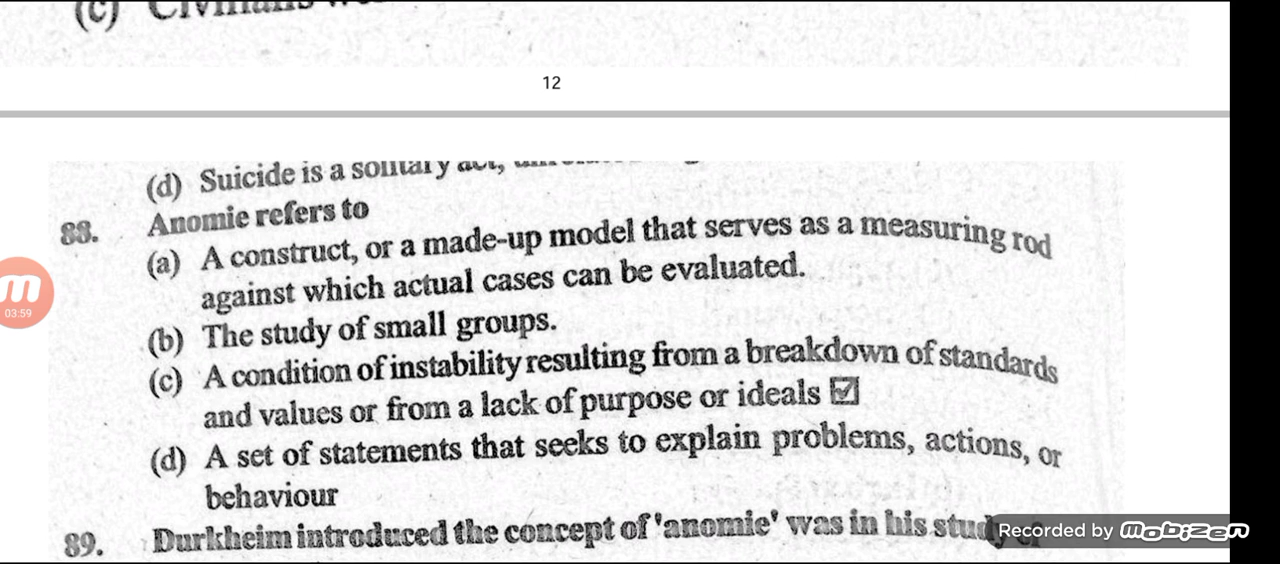 (c)
12
(d) Suicide is a solitary act,
88. Anomie refers to
(a) A construct, or a made-up model that serves as a measuring rod
against which actual cases can be evaluated.
(b) The study of small groups.
(c) A condition of instability resulting from a breakdown of standards
and values or from a lack of purpose or ideals ☑
03:59
(d) A set of statements that seeks to explain problems, actions, or
behaviour
89. Durkheim introduced the concept of 'anomie' was in his study
Recorded by mobizen